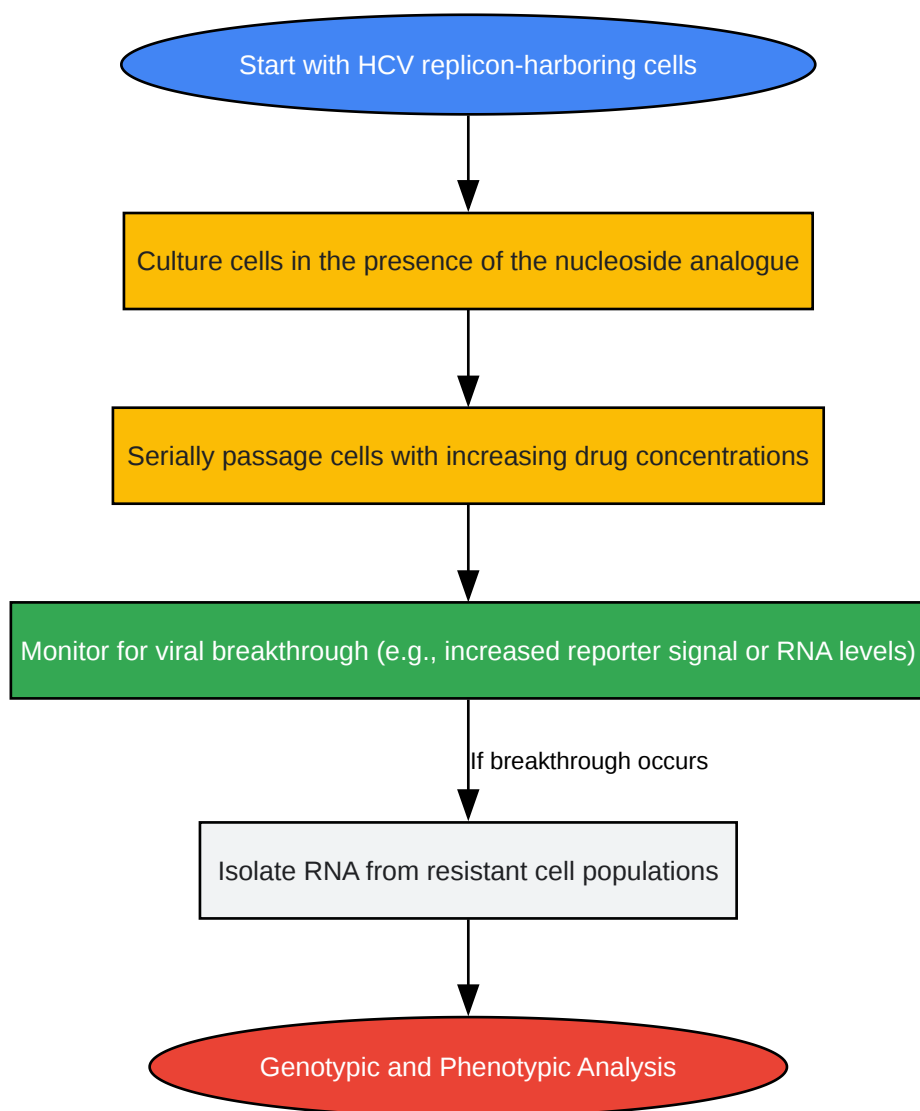 Start with HCV replicon-harboring cells
Culture cells in the presence of the nucleoside analogue
Serially passage cells with increasing drug concentrations
Monitor for viral breakthrough (e.g., increased reporter signal or RNA levels)
If breakthrough occurs
Isolate RNA from resistant cell populations
Genotypic and Phenotypic Analysis